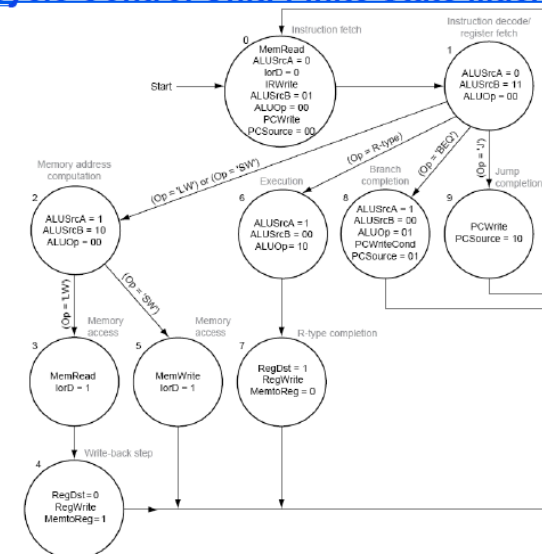 Instruction fetch
0
MemRead
ALUSrcA = 0
IorD = 0
IRWrite
ALUSrcB = 01
ALUOp = 00
PCWrite
PCSource = 00
Start
Instruction decode/
register fetch
1
ALUSrcA = 0
ALUSrcB = 11
ALUOp = 00
(Op = 'LW') or (Op = 'SW')
(Op = R-type)
(Op = 'BEQ')
(Op = 'J')
Memory address
computation
2
ALUSrcA = 1
ALUSrcB = 10
ALUOp = 00
Execution
6
ALUSrcA = 1
ALUSrcB = 00
ALUOp= 10
Branch
completion
8
ALUSrcA = 1
ALUSrcB = 00
ALUOp = 01
PCWriteCond
PCSource = 01
Jump
completion
9
PCWrite
PCSource = 10
(Op = 'LW')
(Op = 'SW')
Memory
access
3
MemRead
IorD = 1
Memory
access
5
MemWrite
IorD = 1
R-type completion
7
RegDst = 1
RegWrite
MemtoReg = 0
Write-back step
4
RegDst=0
RegWrite
MemtoReg=1